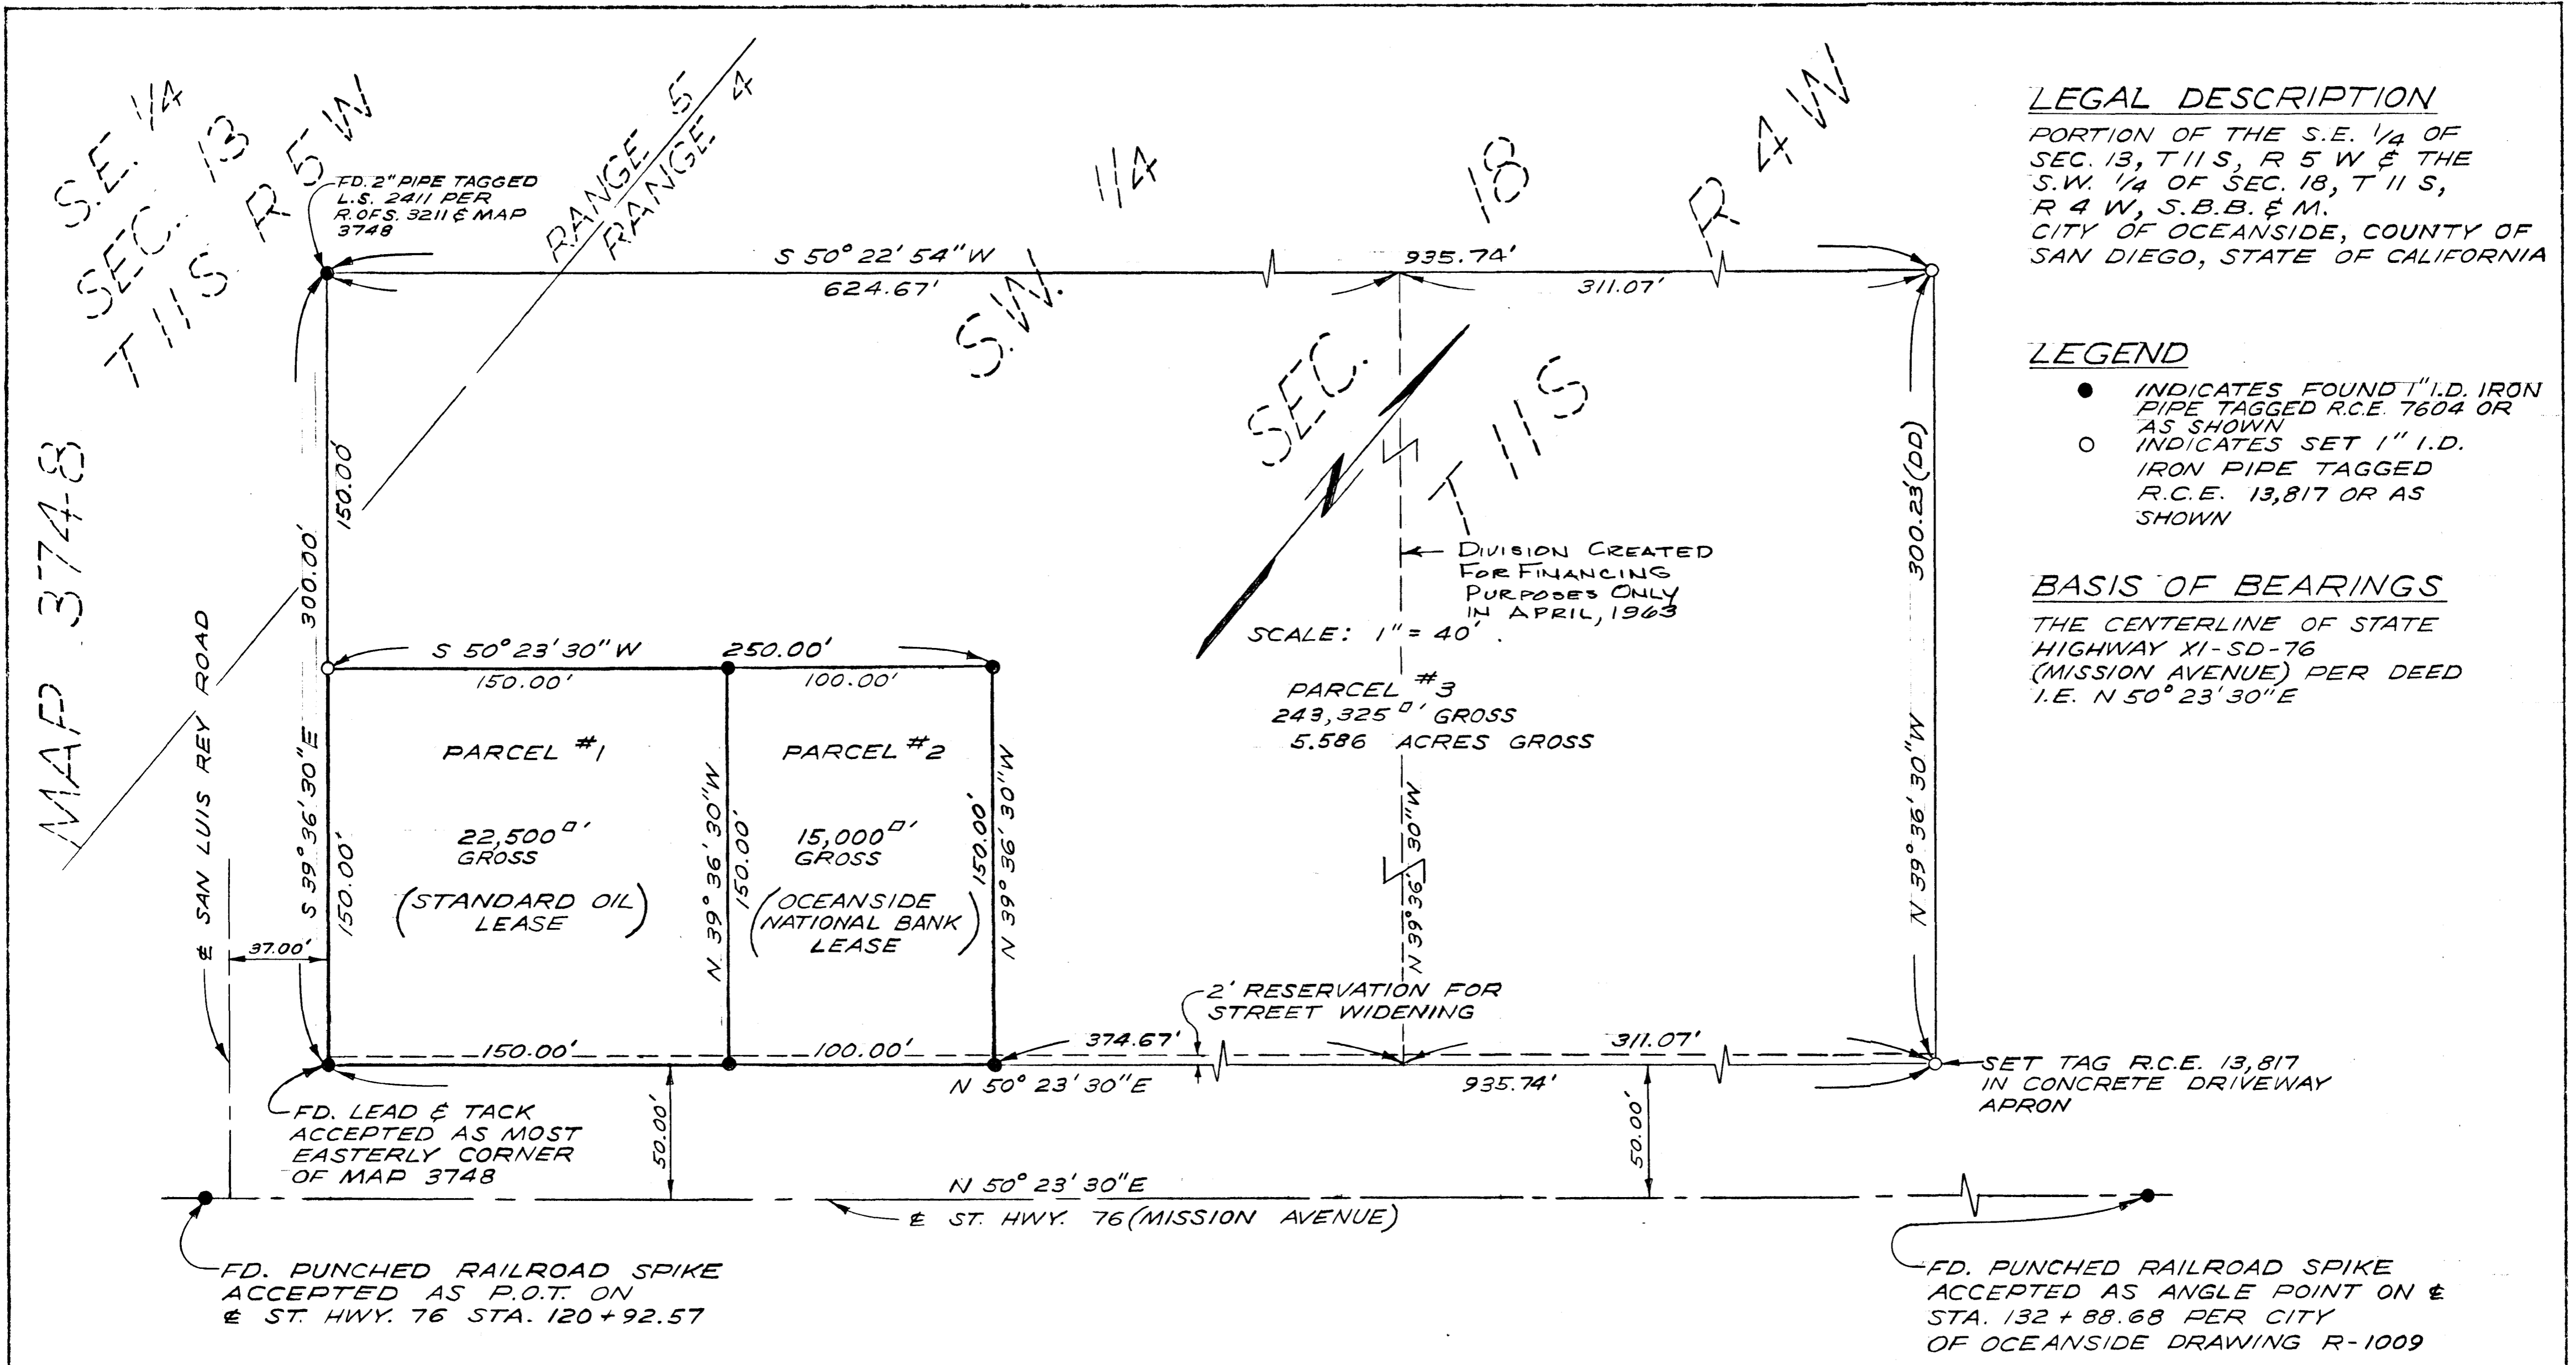 S.E. 1/4
SEC. 13
T 11 S R 5 W
RANGE 5
RANGE 4
S.W. 1/4
SEC. 18
T 11 S R 4 W
MAP 3748
FD. 2" PIPE TAGGED
L.S. 2411 PER
R. OF S. 3211 & MAP
3748
S 50° 22' 54" W
935.74'
624.67'
311.07'
150.00'
300.00'
S 39° 36' 30" E
150.00'
℄ SAN LUIS REY ROAD
37.00'
S 50° 23' 30" W
250.00'
150.00'
100.00'
PARCEL #1
22,500 □' GROSS
(STANDARD OIL
LEASE)
N 39° 36' 30" W
150.00'
PARCEL #2
15,000 □' GROSS
(OCEANSIDE
NATIONAL BANK
LEASE)
150.00'
N 39° 36' 30" W
N
DIVISION CREATED
FOR FINANCING
PURPOSES ONLY
IN APRIL, 1963
SCALE: 1" = 40'.
PARCEL #3
243,325 □' GROSS
5.586 ACRES GROSS
N 39° 36' 30" W
300.23' (DD)
N 39° 36' 30" W
2' RESERVATION FOR
STREET WIDENING
150.00'
100.00'
374.67'
311.07'
N 50° 23' 30" E
935.74'
50.00'
50.00'
FD. LEAD & TACK
ACCEPTED AS MOST
EASTERLY CORNER
OF MAP 3748
SET TAG R.C.E. 13,817
IN CONCRETE DRIVEWAY
APRON
N 50° 23' 30" E
℄ ST. HWY. 76 (MISSION AVENUE)
FD. PUNCHED RAILROAD SPIKE
ACCEPTED AS P.O.T. ON
℄ ST. HWY. 76 STA. 120 + 92.57
FD. PUNCHED RAILROAD SPIKE
ACCEPTED AS ANGLE POINT ON ℄
STA. 132 + 88.68 PER CITY
OF OCEANSIDE DRAWING R-1009
LEGAL DESCRIPTION
PORTION OF THE S.E. 1/4 OF
SEC. 13, T 11 S, R 5 W & THE
S.W. 1/4 OF SEC. 18, T 11 S,
R 4 W, S.B.B. & M.
CITY OF OCEANSIDE, COUNTY OF
SAN DIEGO, STATE OF CALIFORNIA
LEGEND
● INDICATES FOUND 1" I.D. IRON
PIPE TAGGED R.C.E. 7604 OR
AS SHOWN
○ INDICATES SET 1" I.D.
IRON PIPE TAGGED
R.C.E. 13,817 OR AS
SHOWN
BASIS OF BEARINGS
THE CENTERLINE OF STATE
HIGHWAY XI-SD-76
(MISSION AVENUE) PER DEED
I.E. N 50° 23' 30" E